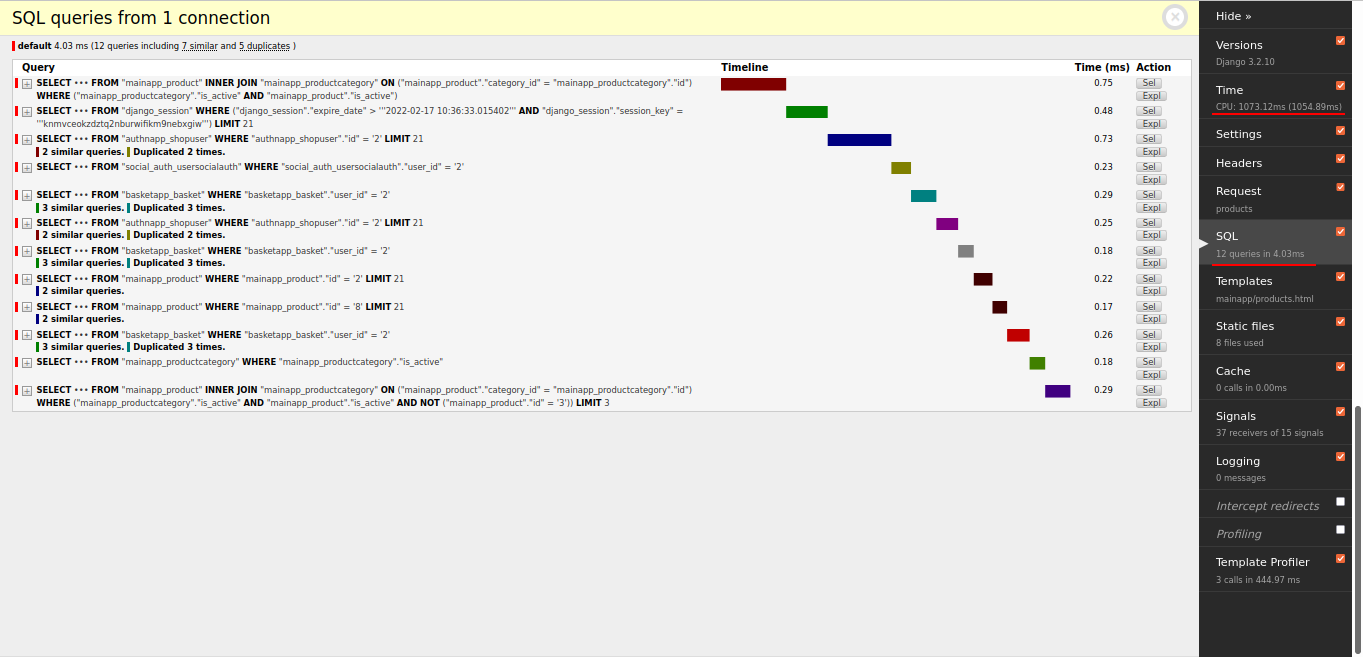 SQL queries from 1 connection
default 4.03 ms (12 queries including 7 similar and 5 duplicates )
Query Timeline Time (ms) Action
SELECT ••• FROM "mainapp_product" INNER JOIN "mainapp_productcategory" ON ("mainapp_product"."category_id" = "mainapp_productcategory"."id") 0.75 Sel
WHERE ("mainapp_productcategory"."is_active" AND "mainapp_product"."is_active") Expl
SELECT ••• FROM "django_session" WHERE ("django_session"."expire_date" > '''2022-02-17 10:36:33.015402''' AND "django_session"."session_key" = 0.48 Sel
'''knmvceokzdztq2nburwifikm9nebxgiw''') LIMIT 21 Expl
SELECT ••• FROM "authnapp_shopuser" WHERE "authnapp_shopuser"."id" = '2' LIMIT 21 0.73 Sel
2 similar queries. Duplicated 2 times. Expl
SELECT ••• FROM "social_auth_usersocialauth" WHERE "social_auth_usersocialauth"."user_id" = '2' 0.23 Sel
Expl
SELECT ••• FROM "basketapp_basket" WHERE "basketapp_basket"."user_id" = '2' 0.29 Sel
3 similar queries. Duplicated 3 times. Expl
SELECT ••• FROM "authnapp_shopuser" WHERE "authnapp_shopuser"."id" = '2' LIMIT 21 0.25 Sel
2 similar queries. Duplicated 2 times. Expl
SELECT ••• FROM "basketapp_basket" WHERE "basketapp_basket"."user_id" = '2' 0.18 Sel
3 similar queries. Duplicated 3 times. Expl
SELECT ••• FROM "mainapp_product" WHERE "mainapp_product"."id" = '2' LIMIT 21 0.22 Sel
2 similar queries. Expl
SELECT ••• FROM "mainapp_product" WHERE "mainapp_product"."id" = '8' LIMIT 21 0.17 Sel
2 similar queries. Expl
SELECT ••• FROM "basketapp_basket" WHERE "basketapp_basket"."user_id" = '2' 0.26 Sel
3 similar queries. Duplicated 3 times. Expl
SELECT ••• FROM "mainapp_productcategory" WHERE "mainapp_productcategory"."is_active" 0.18 Sel
Expl
SELECT ••• FROM "mainapp_product" INNER JOIN "mainapp_productcategory" ON ("mainapp_product"."category_id" = "mainapp_productcategory"."id") 0.29 Sel
WHERE ("mainapp_productcategory"."is_active" AND "mainapp_product"."is_active" AND NOT ("mainapp_product"."id" = '3')) LIMIT 3 Expl
Hide »
Versions
Django 3.2.10
Time
CPU: 1073.12ms (1054.89ms)
Settings
Headers
Request
products
SQL
12 queries in 4.03ms
Templates
mainapp/products.html
Static files
8 files used
Cache
0 calls in 0.00ms
Signals
37 receivers of 15 signals
Logging
0 messages
Intercept redirects
Profiling
Template Profiler
3 calls in 444.97 ms